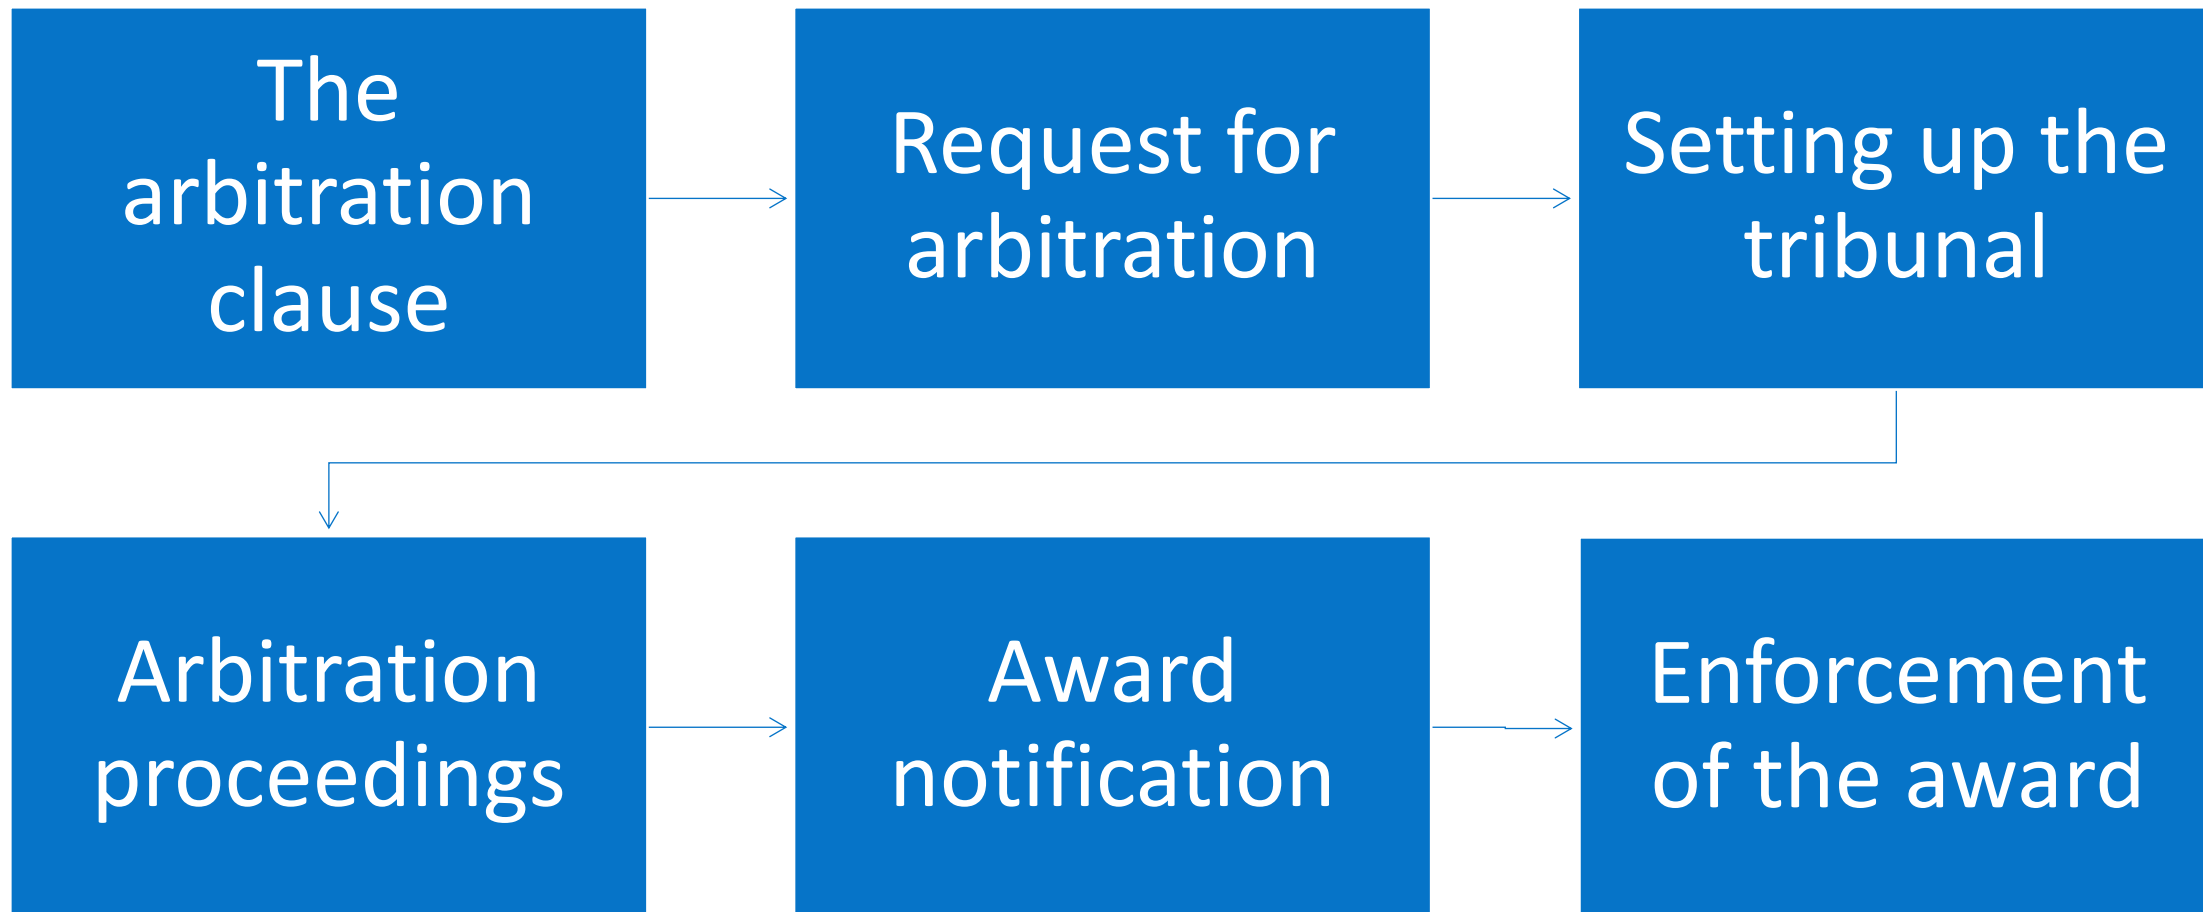 The
arbitration
clause
Request for
arbitration
Setting up the
tribunal
Arbitration
proceedings
Award
notification
Enforcement
of the award